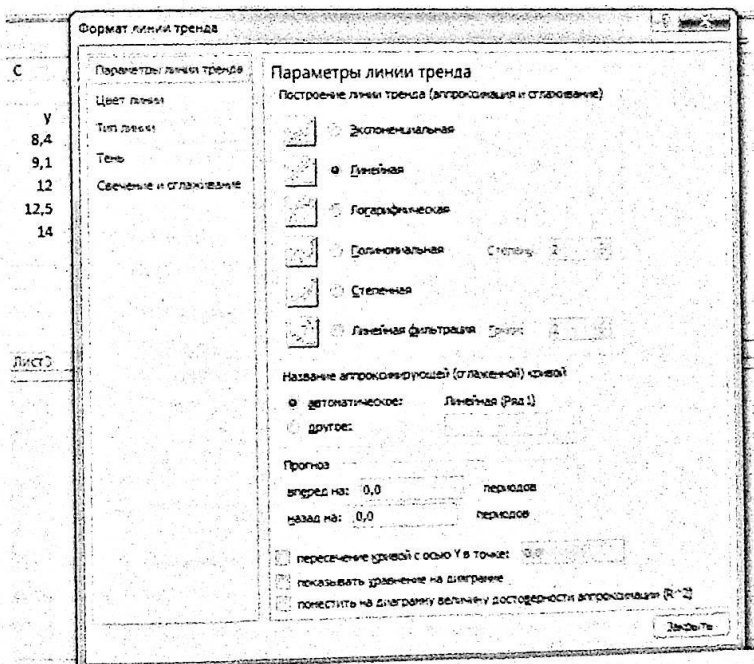 Формат линии тренда
С
у
8,4
9,1
12
12,5
14
Лист3
Параметры линии тренда
Цвет линии
Тип линии
Тень
Свечение и сглаживание
Параметры линии тренда
Построение линии тренда (аппроксимация и сглаживание)
Экспоненциальная
Линейная
Логарифмическая
Полиномиальная Степень: 2
Степенная
Линейная фильтрация Точки: 2
Название аппроксимирующей (сглаженной) кривой
автоматическое: Линейная (Ряд1)
другое:
Прогноз
вперед на: 0,0 периодов
назад на: 0,0 периодов
пересечение кривой с осью Y в точке: 0,0
показывать уравнение на диаграмме
поместить на диаграмму величину достоверности аппроксимации (R^2)
Закрыть